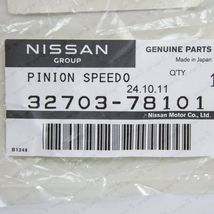 NISSAN
GROUP
GENUINE PARTS
Made in Japan
PINION SPEEDO
Q'TY
1
24.10.11
32703-78101
Nissan Motor Co., Ltd.
B1348